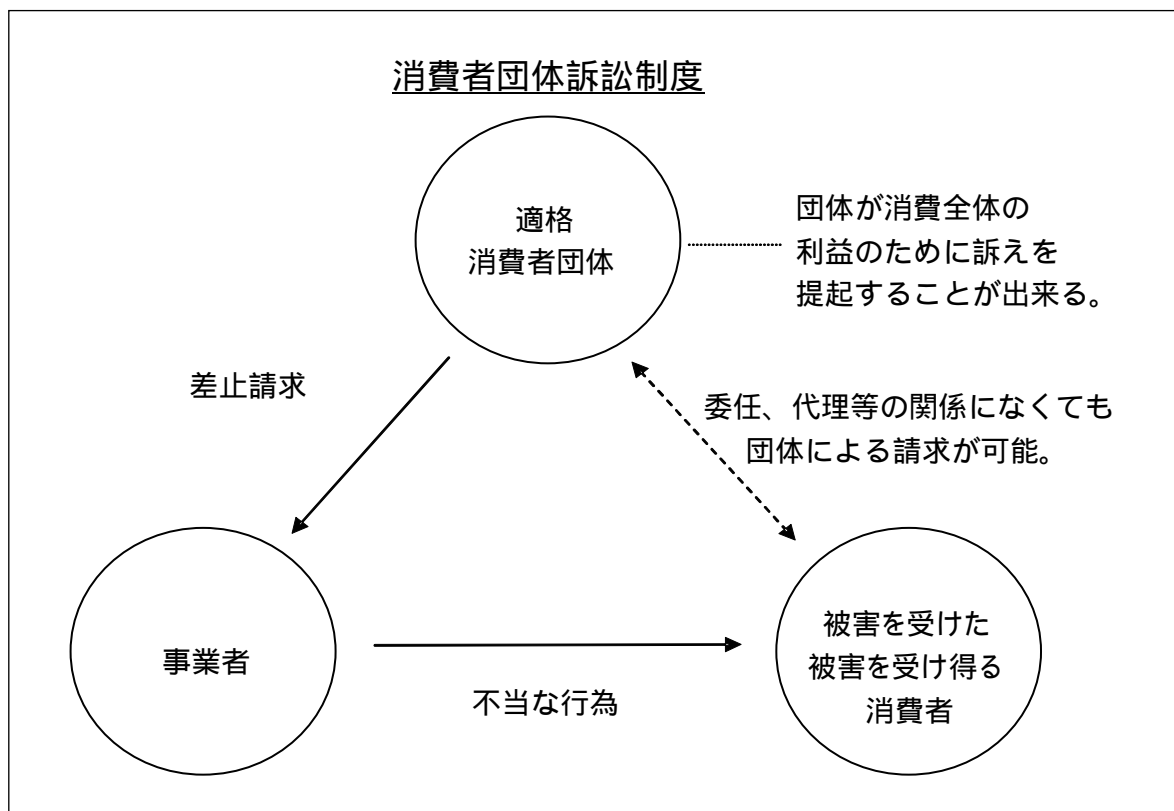 消費者団体訴訟制度
適格
消費者団体
団体が消費全体の
利益のために訴えを
提起することが出来る。
差止請求
委任、代理等の関係になくても
団体による請求が可能。
事業者
不当な行為
被害を受けた
被害を受け得る
消費者